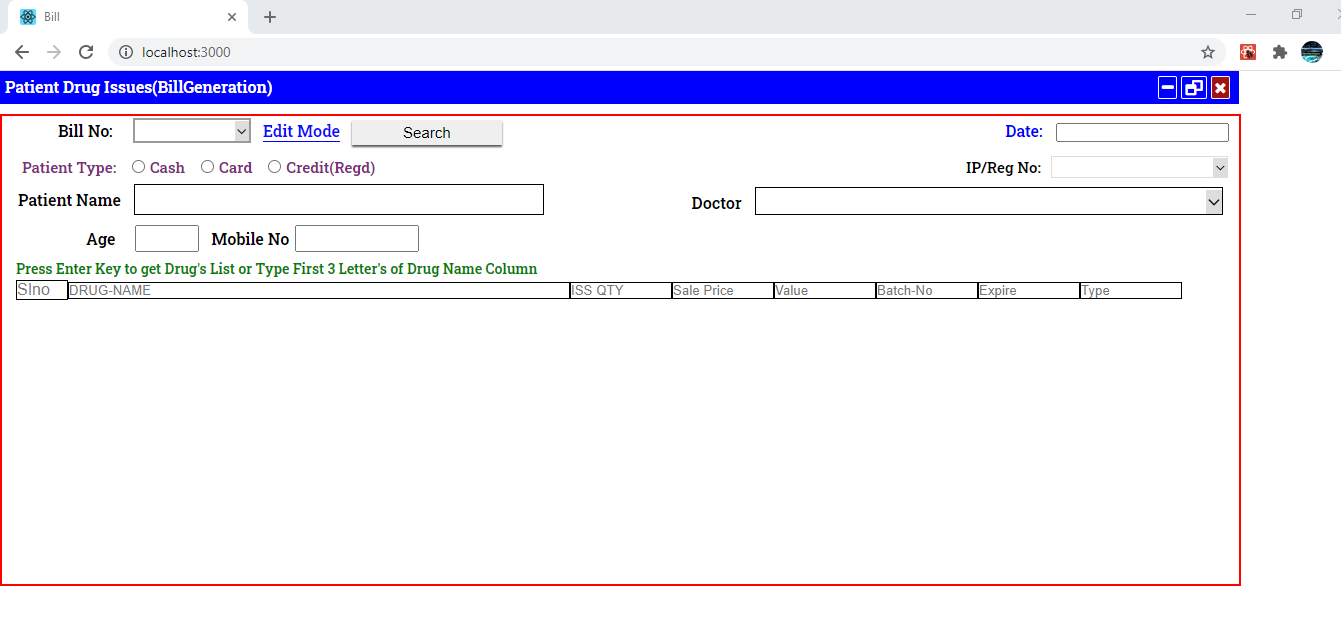 Bill
localhost:3000
Patient Drug Issues(BillGeneration)
Bill No: Edit Mode Search Date:
Patient Type: Cash Card Credit(Regd) IP/Reg No:
Patient Name Doctor
Age Mobile No
Press Enter Key to get Drug's List or Type First 3 Letter's of Drug Name Column
Slno DRUG-NAME ISS QTY Sale Price Value Batch-No Expire Type